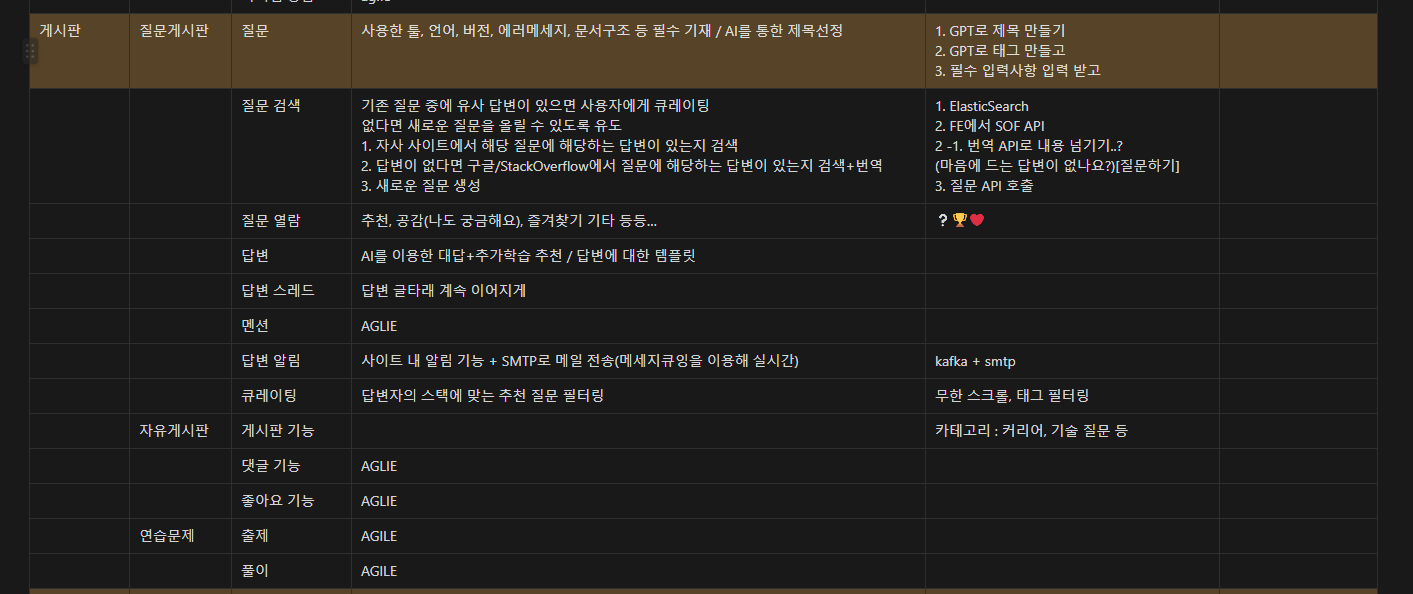 게시판 질문게시판 질문 사용한 툴, 언어, 버전, 에러메세지, 문서구조 등 필수 기재 / AI를 통한 제목선정 1. GPT로 제목 만들기
2. GPT로 태그 만들고
3. 필수 입력사항 입력 받고
질문 검색 기존 질문 중에 유사 답변이 있으면 사용자에게 큐레이팅
없다면 새로운 질문을 올릴 수 있도록 유도
1. 자사 사이트에서 해당 질문에 해당하는 답변이 있는지 검색
2. 답변이 없다면 구글/StackOverflow에서 질문에 해당하는 답변이 있는지 검색+번역
3. 새로운 질문 생성
1. ElasticSearch
2. FE에서 SOF API
2 -1. 번역 API로 내용 넘기기..?
(마음에 드는 답변이 없나요?)[질문하기]
3. 질문 API 호출
질문 열람 추천, 공감(나도 궁금해요), 즐겨찾기 기타 등등... ❔🏆❤️
답변 AI를 이용한 대답+추가학습 추천 / 답변에 대한 템플릿
답변 스레드 답변 글타래 계속 이어지게
멘션 AGLIE
답변 알림 사이트 내 알림 기능 + SMTP로 메일 전송(메세지큐잉을 이용해 실시간) kafka + smtp
큐레이팅 답변자의 스택에 맞는 추천 질문 필터링 무한 스크롤, 태그 필터링
자유게시판 게시판 기능 카테고리 : 커리어, 기술 질문 등
댓글 기능 AGLIE
좋아요 기능 AGLIE
연습문제 출제 AGILE
풀이 AGILE